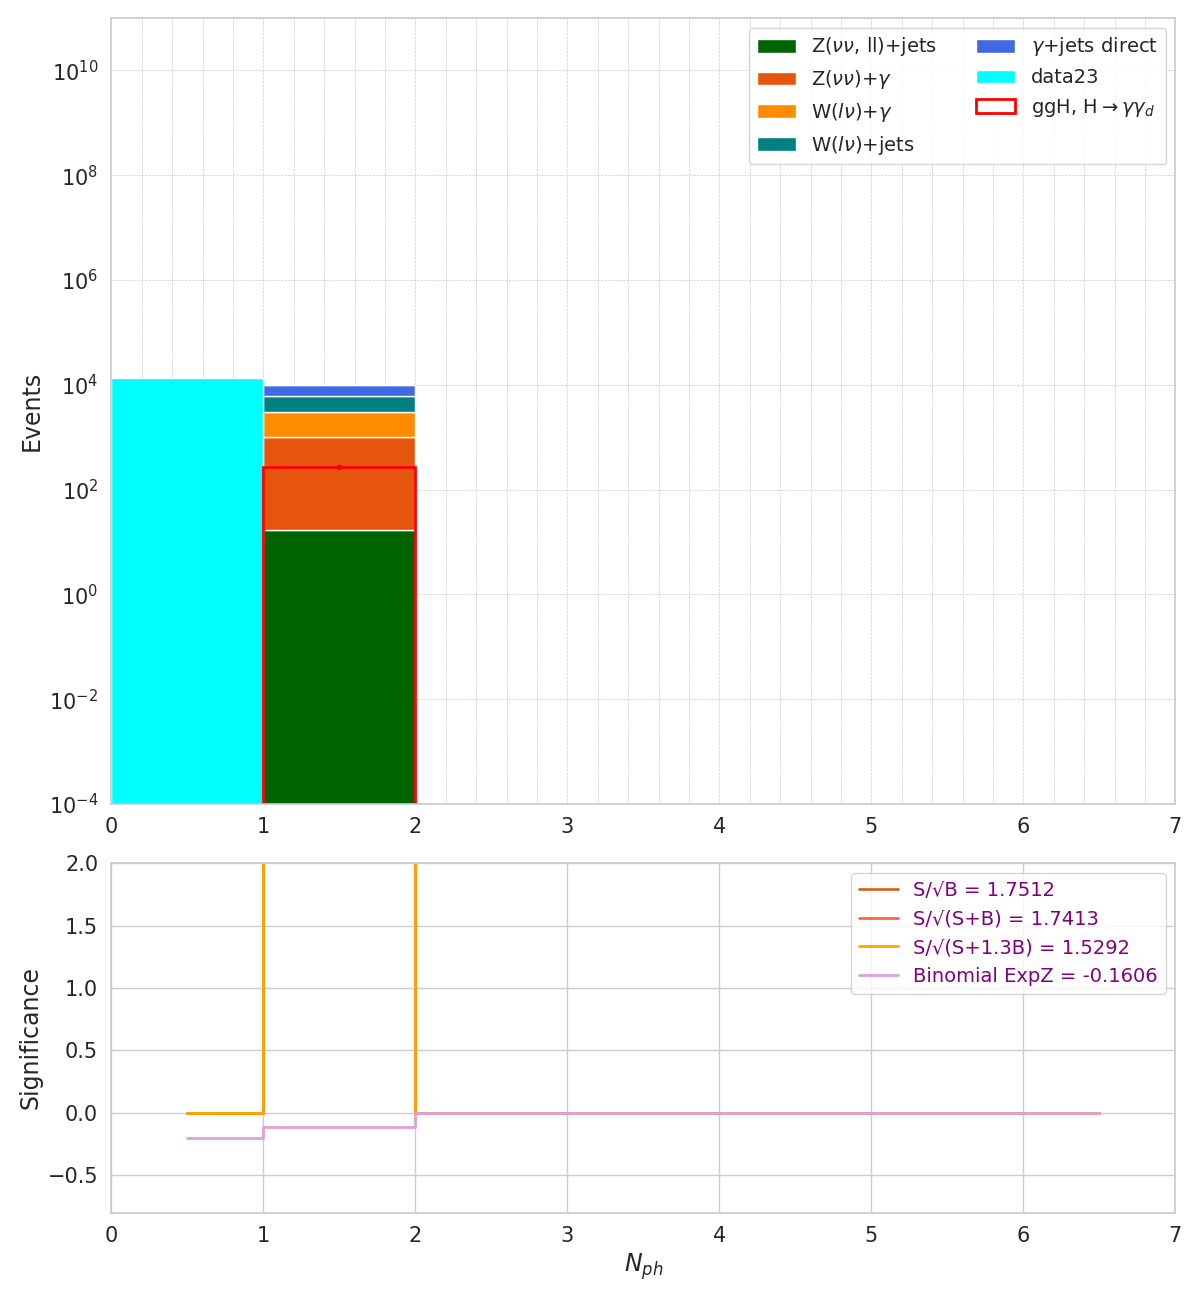 Z(νν, ll)+jets
Z(νν)+γ
W(lν)+γ
W(lν)+jets
γ+jets direct
data23
ggH, H→γγ_d
Events
10^10
10^8
10^6
10^4
10^2
10^0
10^−2
10^−4
0 1 2 3 4 5 6 7
Significance
2.0
1.5
1.0
0.5
0.0
−0.5
S/√B = 1.7512
S/√(S+B) = 1.7413
S/√(S+1.3B) = 1.5292
Binomial ExpZ = -0.1606
0 1 2 3 4 5 6 7
N_ph